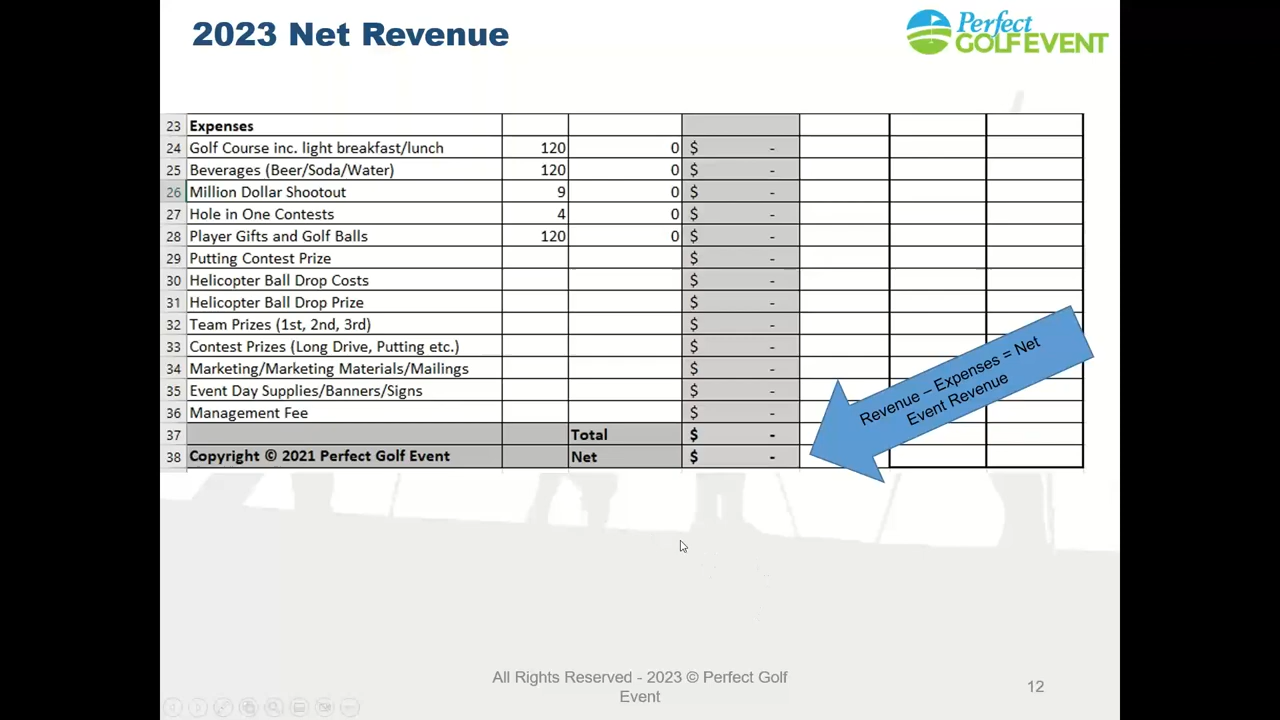 2023 Net Revenue
Perfect
GOLFEVENT
23 Expenses
24 Golf Course inc. light breakfast/lunch 120 0 $ -
25 Beverages (Beer/Soda/Water) 120 0 $ -
26 Million Dollar Shootout 9 0 $ -
27 Hole in One Contests 4 0 $ -
28 Player Gifts and Golf Balls 120 0 $ -
29 Putting Contest Prize $ -
30 Helicopter Ball Drop Costs $ -
31 Helicopter Ball Drop Prize $ -
32 Team Prizes (1st, 2nd, 3rd) $ -
33 Contest Prizes (Long Drive, Putting etc.) $ -
34 Marketing/Marketing Materials/Mailings $ -
35 Event Day Supplies/Banners/Signs $ -
36 Management Fee $ -
37 Total $ -
38 Copyright © 2021 Perfect Golf Event Net $ -
Revenue – Expenses = Net
Event Revenue
All Rights Reserved - 2023 © Perfect Golf
Event
12